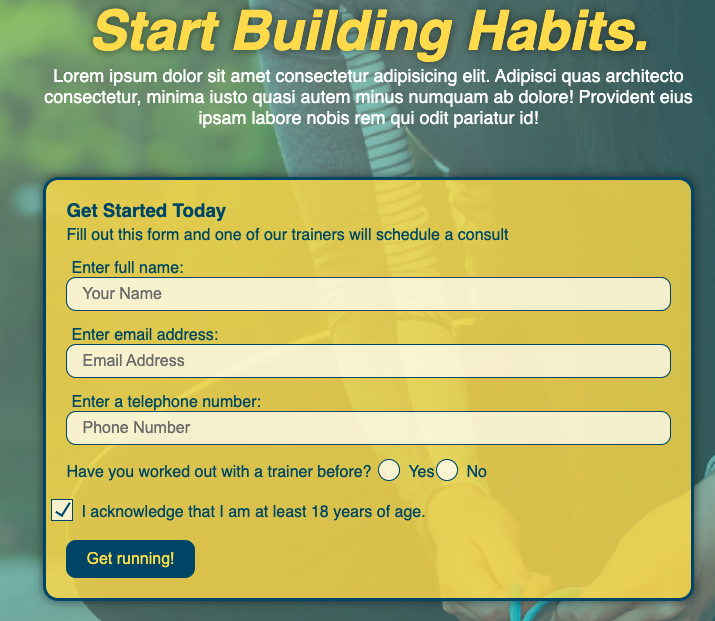 Start Building Habits.
Lorem ipsum dolor sit amet consectetur adipisicing elit. Adipisci quas architecto
consectetur, minima iusto quasi autem minus numquam ab dolore! Provident eius
ipsam labore nobis rem qui odit pariatur id!
Get Started Today
Fill out this form and one of our trainers will schedule a consult
Enter full name:
Your Name
Enter email address:
Email Address
Enter a telephone number:
Phone Number
Have you worked out with a trainer before? Yes No
I acknowledge that I am at least 18 years of age.
Get running!